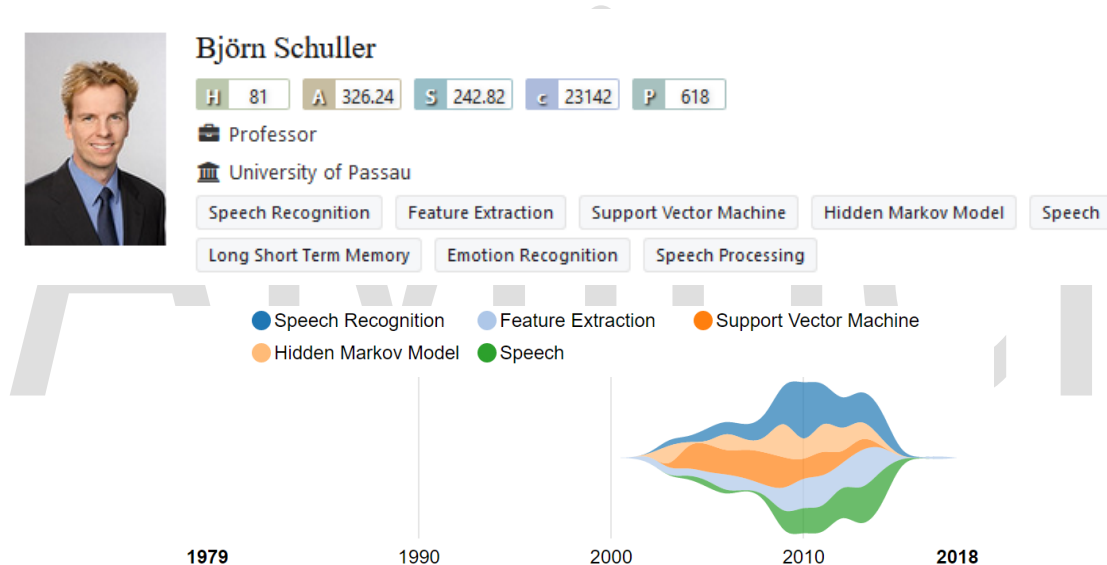 Björn Schuller
H 81 A 326.24 S 242.82 c 23142 P 618
Professor
University of Passau
Speech Recognition Feature Extraction Support Vector Machine Hidden Markov Model Speech
Long Short Term Memory Emotion Recognition Speech Processing
Speech Recognition Feature Extraction Support Vector Machine
Hidden Markov Model Speech
1979 1990 2000 2010 2018